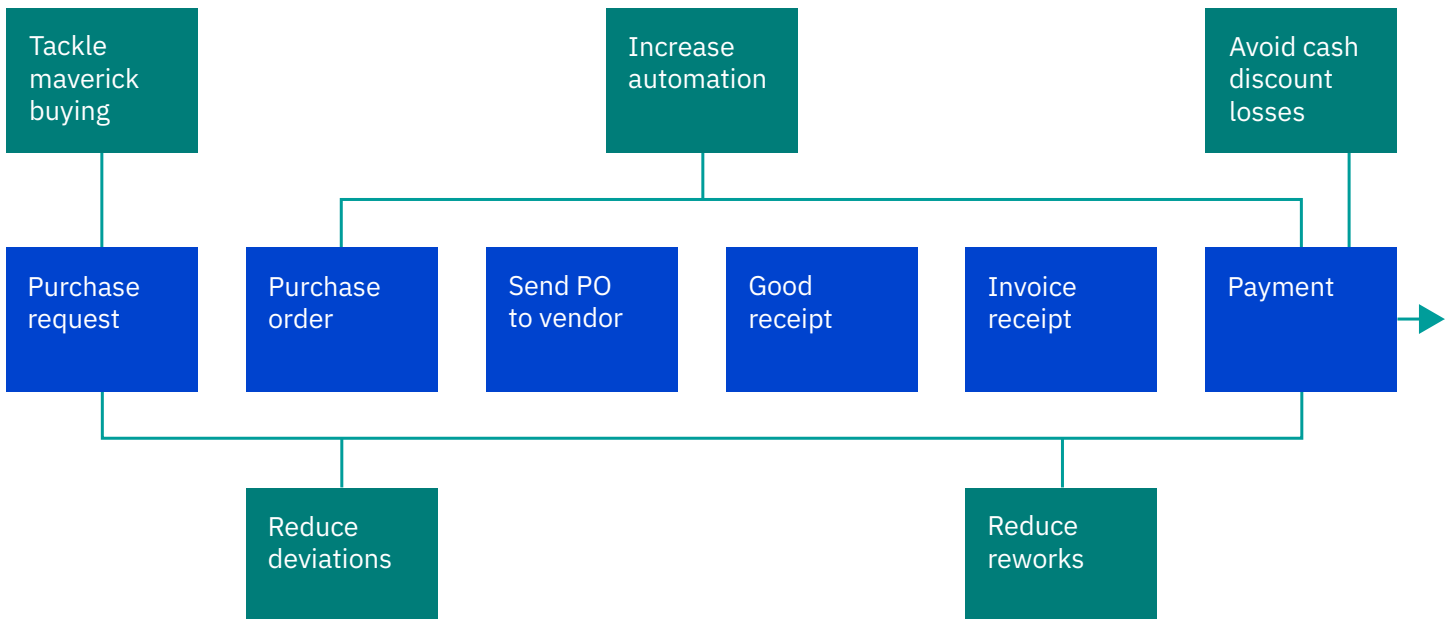 Tackle
maverick
buying
Increase
automation
Avoid cash
discount
losses
Purchase
request
Purchase
order
Send PO
to vendor
Good
receipt
Invoice
receipt
Payment
Reduce
deviations
Reduce
reworks